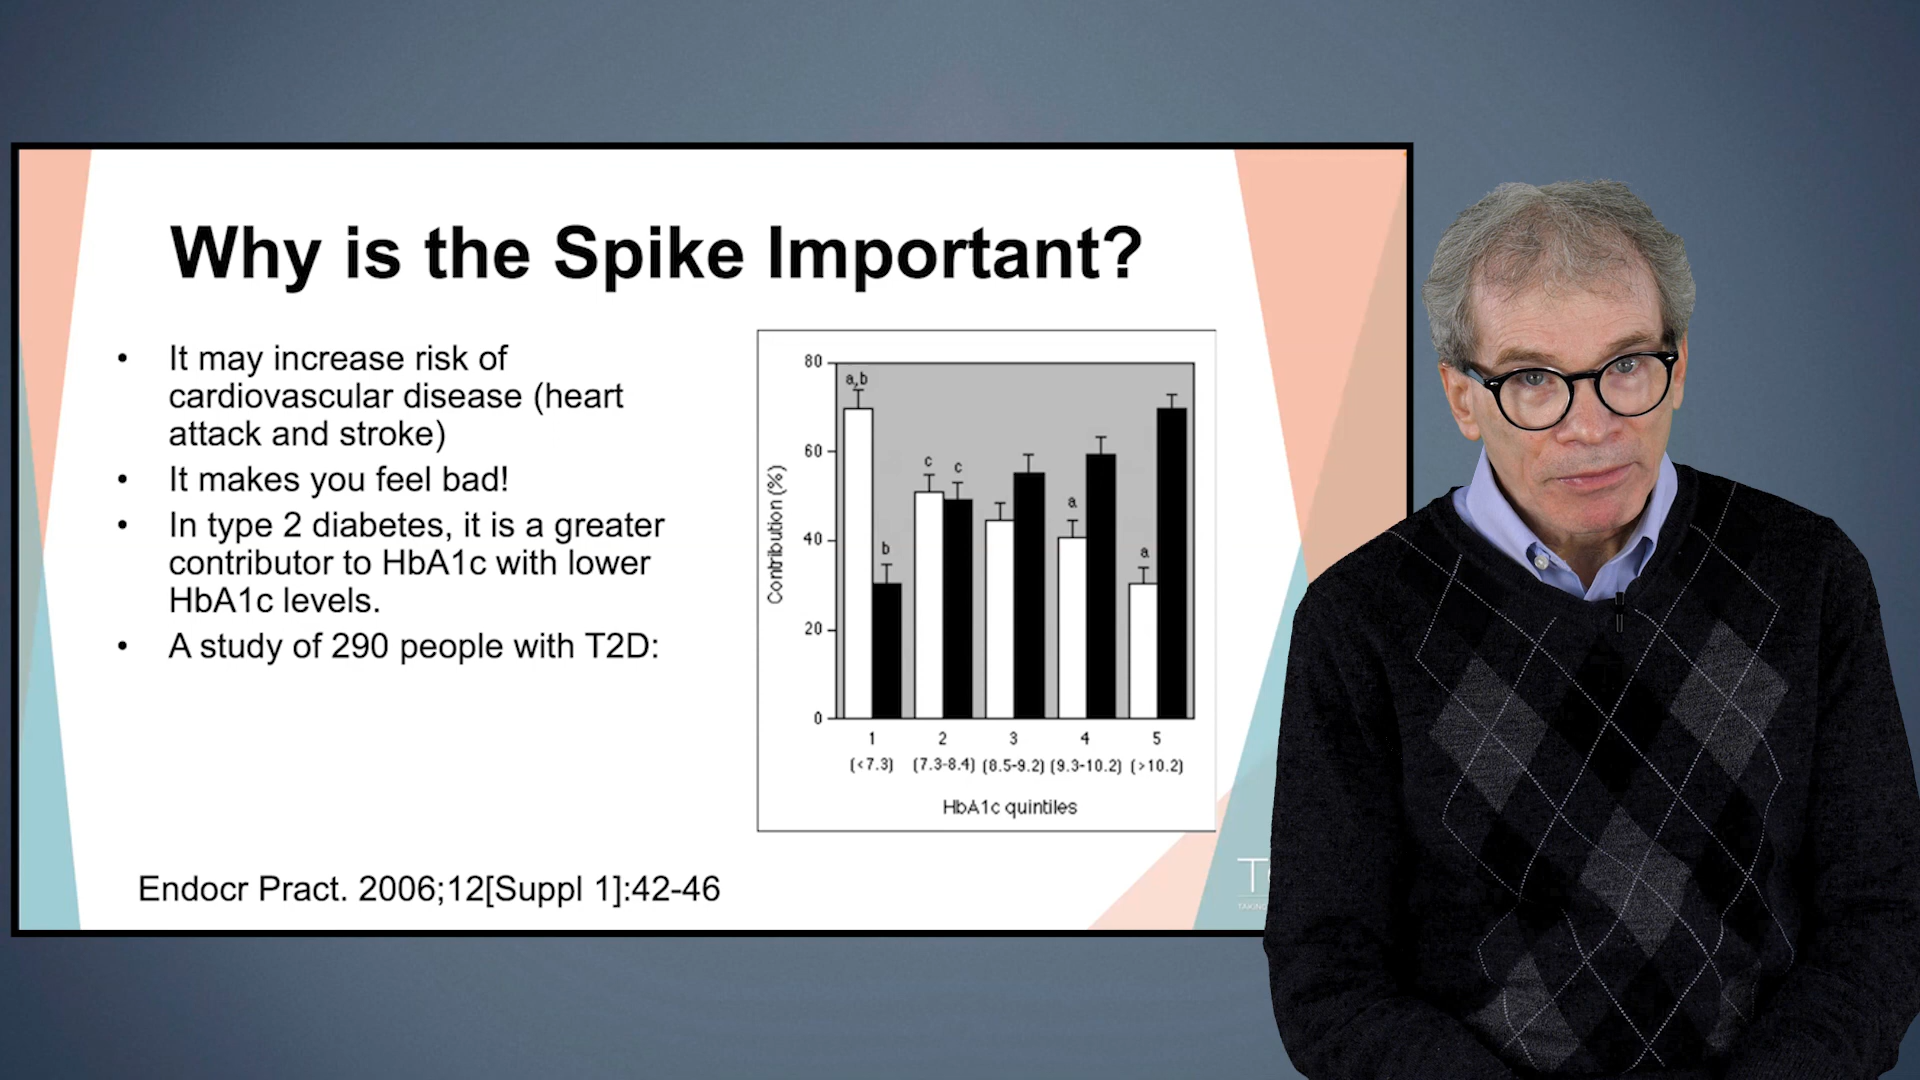 Why is the Spike Important?
• It may increase risk of
cardiovascular disease (heart
attack and stroke)
• It makes you feel bad!
• In type 2 diabetes, it is a greater
contributor to HbA1c with lower
HbA1c levels.
• A study of 290 people with T2D:
Endocr Pract. 2006;12[Suppl 1]:42-46
Contribution (%)
80
60
40
20
0
a,b
b
c c
a
a
1 2 3 4 5
(<7.3) (7.3-8.4) (8.5-9.2) (9.3-10.2) (>10.2)
HbA1c quintiles